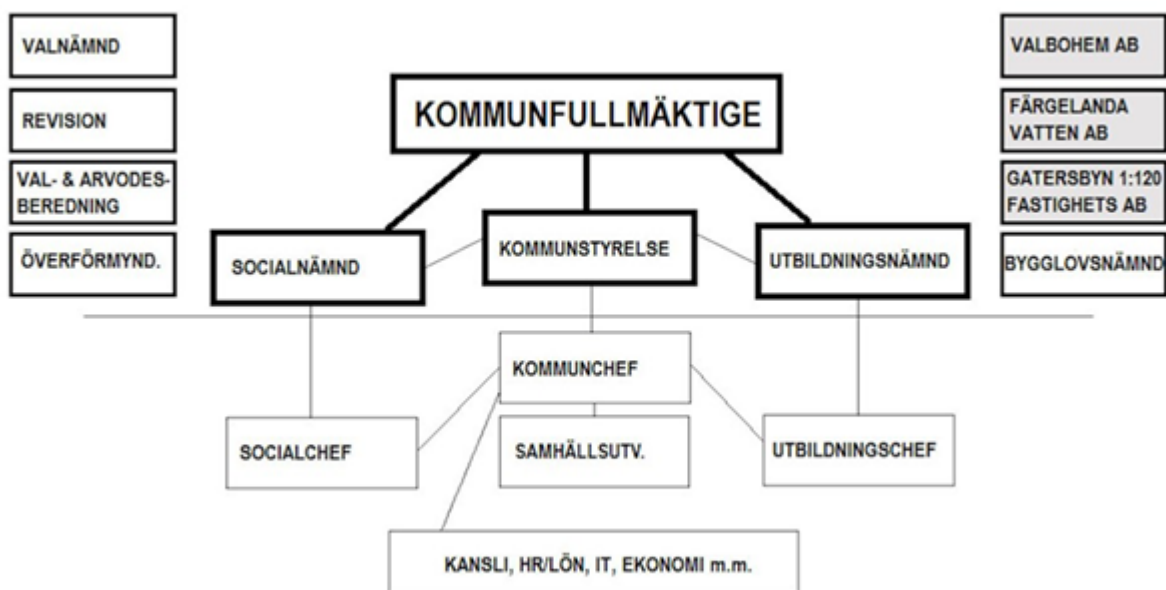 VALNÄMND
REVISION
VAL- & ARVODES-
BEREDNING
ÖVERFÖRMYND.
KOMMUNFULLMÄKTIGE
VALBOHEM AB
FÄRGELANDA
VATTEN AB
GATERSBYN 1:120
FASTIGHETS AB
BYGGLOVSNÄMND
SOCIALNÄMND
KOMMUNSTYRELSE
UTBILDNINGSNÄMND
KOMMUNCHEF
SOCIALCHEF
SAMHÄLLSUTV.
UTBILDNINGSCHEF
KANSLI, HR/LÖN, IT, EKONOMI m.m.